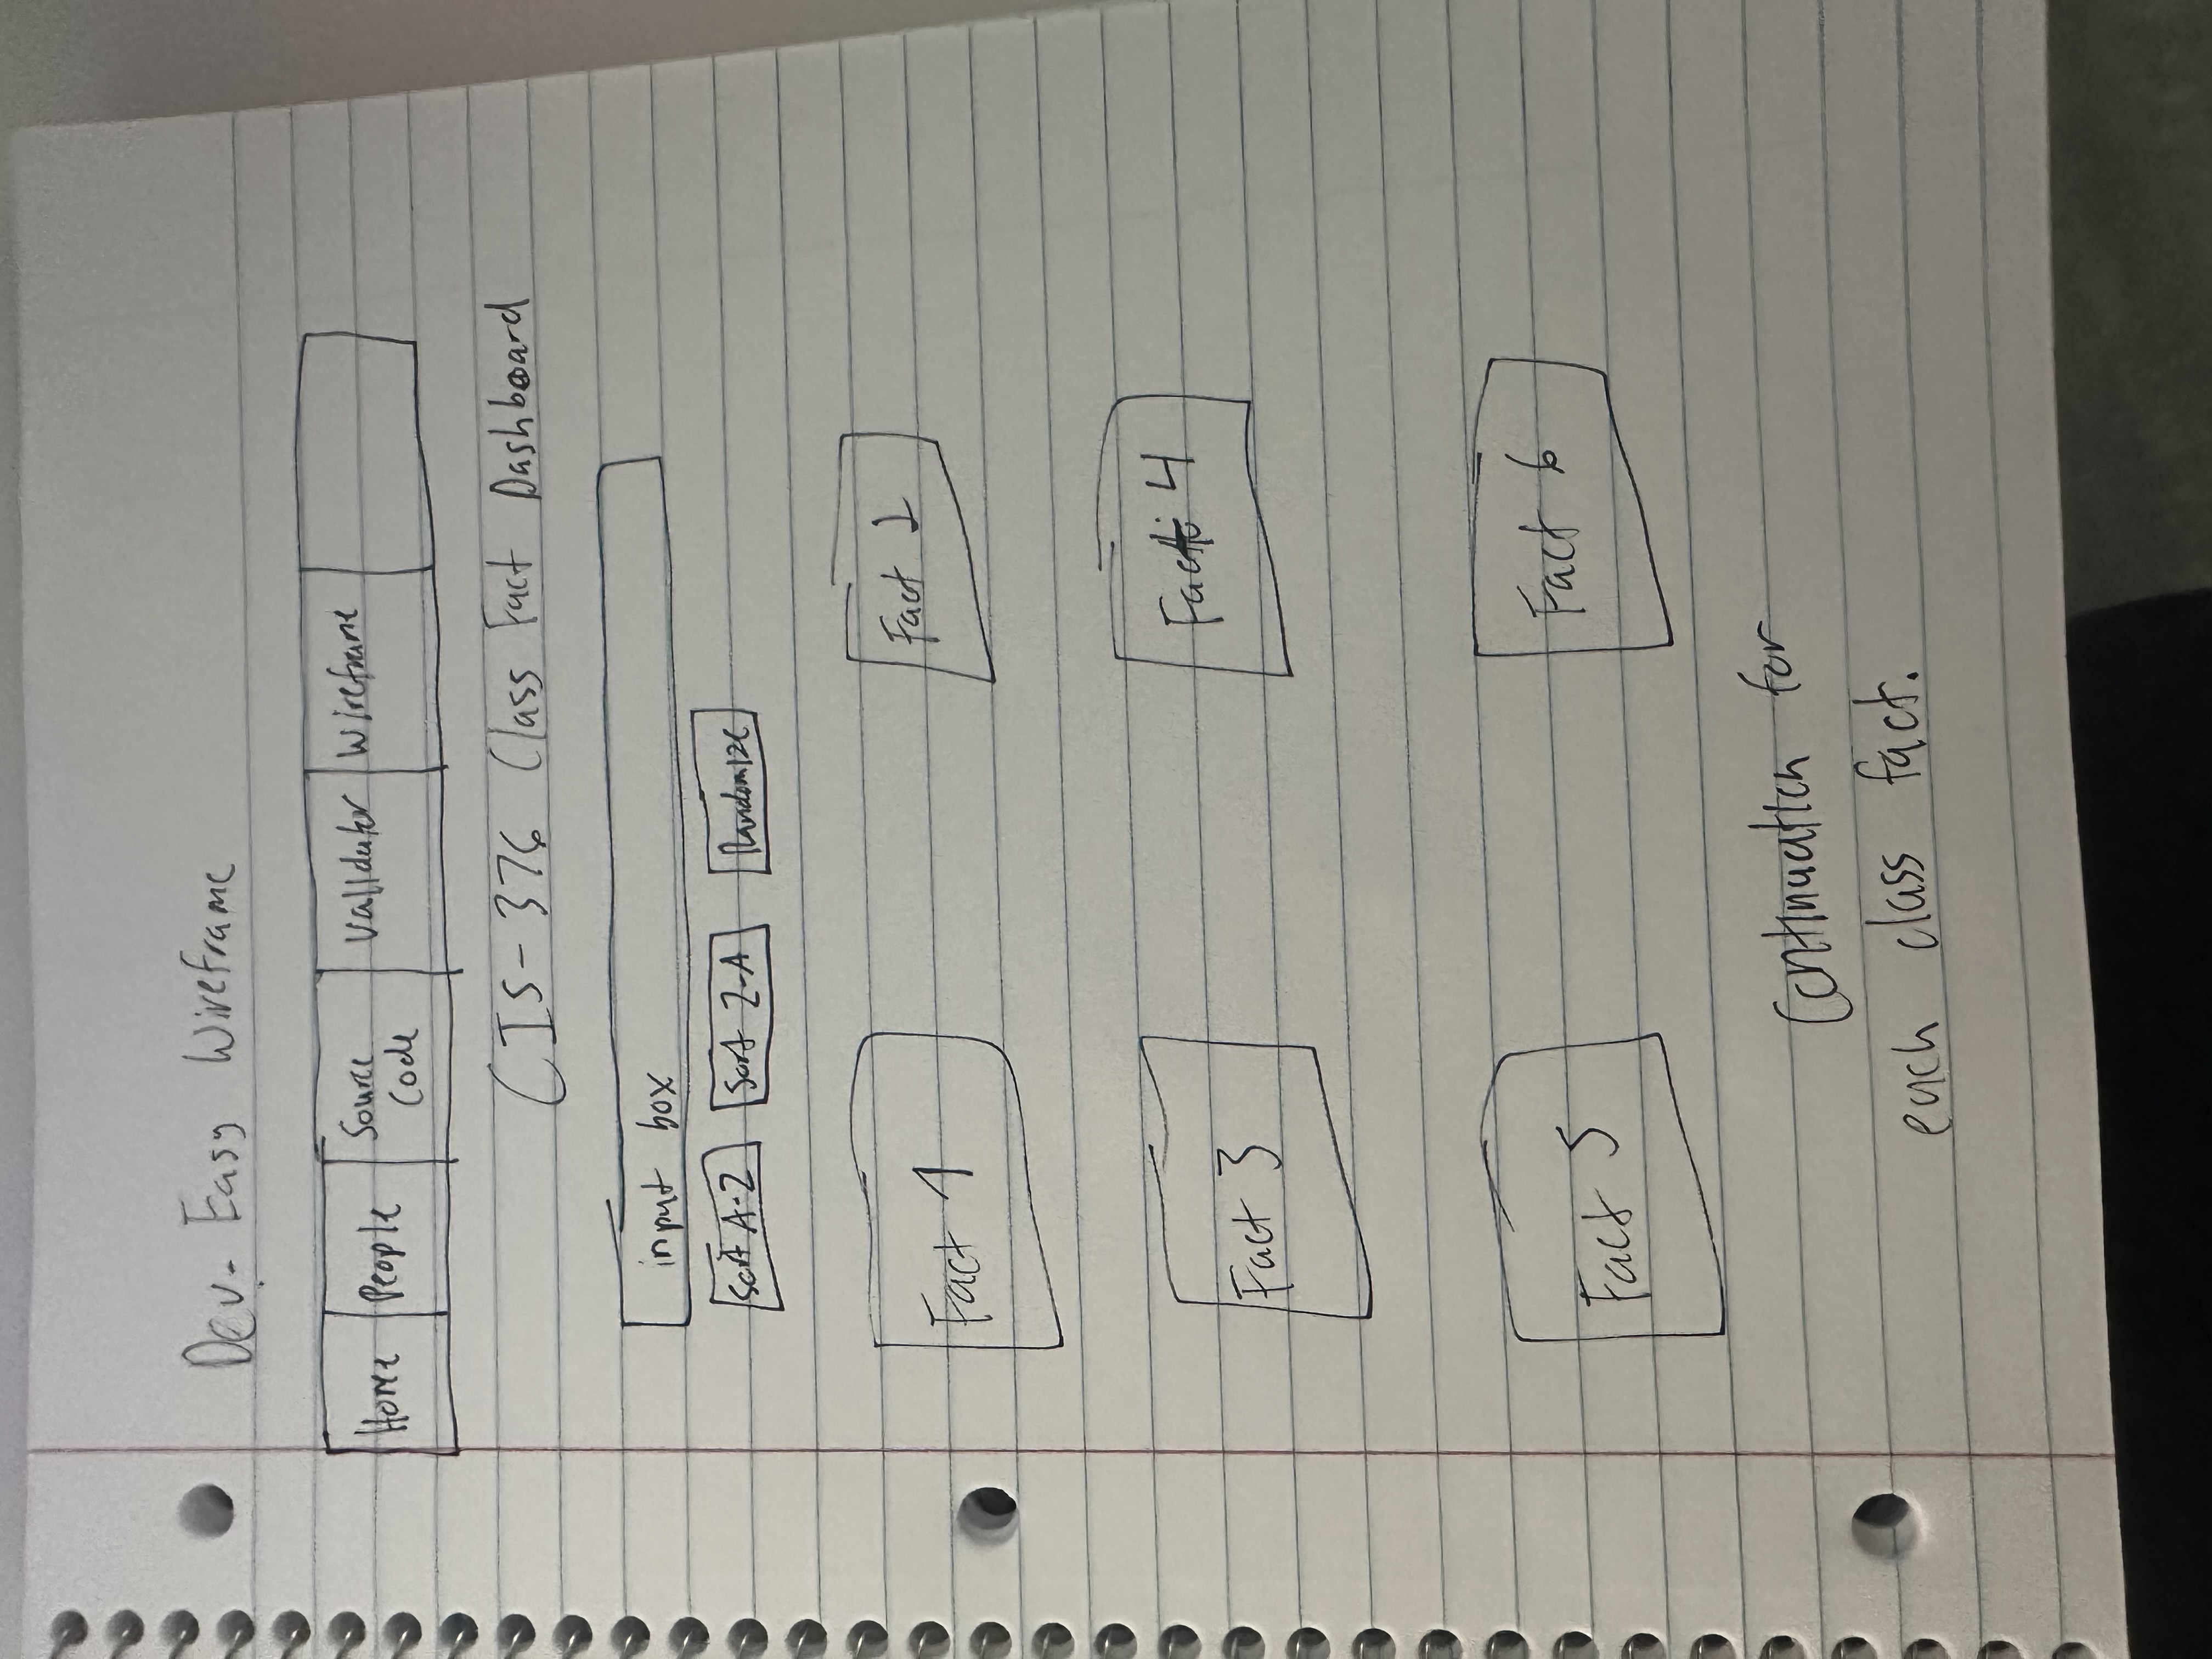 Dev. Easy Wireframe
Home People Source Code Validator Wireframe
CIS-376 Class Fact Dashboard
input box
Sort A-Z Sort Z-A Randomize
Fact 1 Fact 2
Fact 3 Fact 4
Fact 5 Fact 6
Continuation for
each class fact.